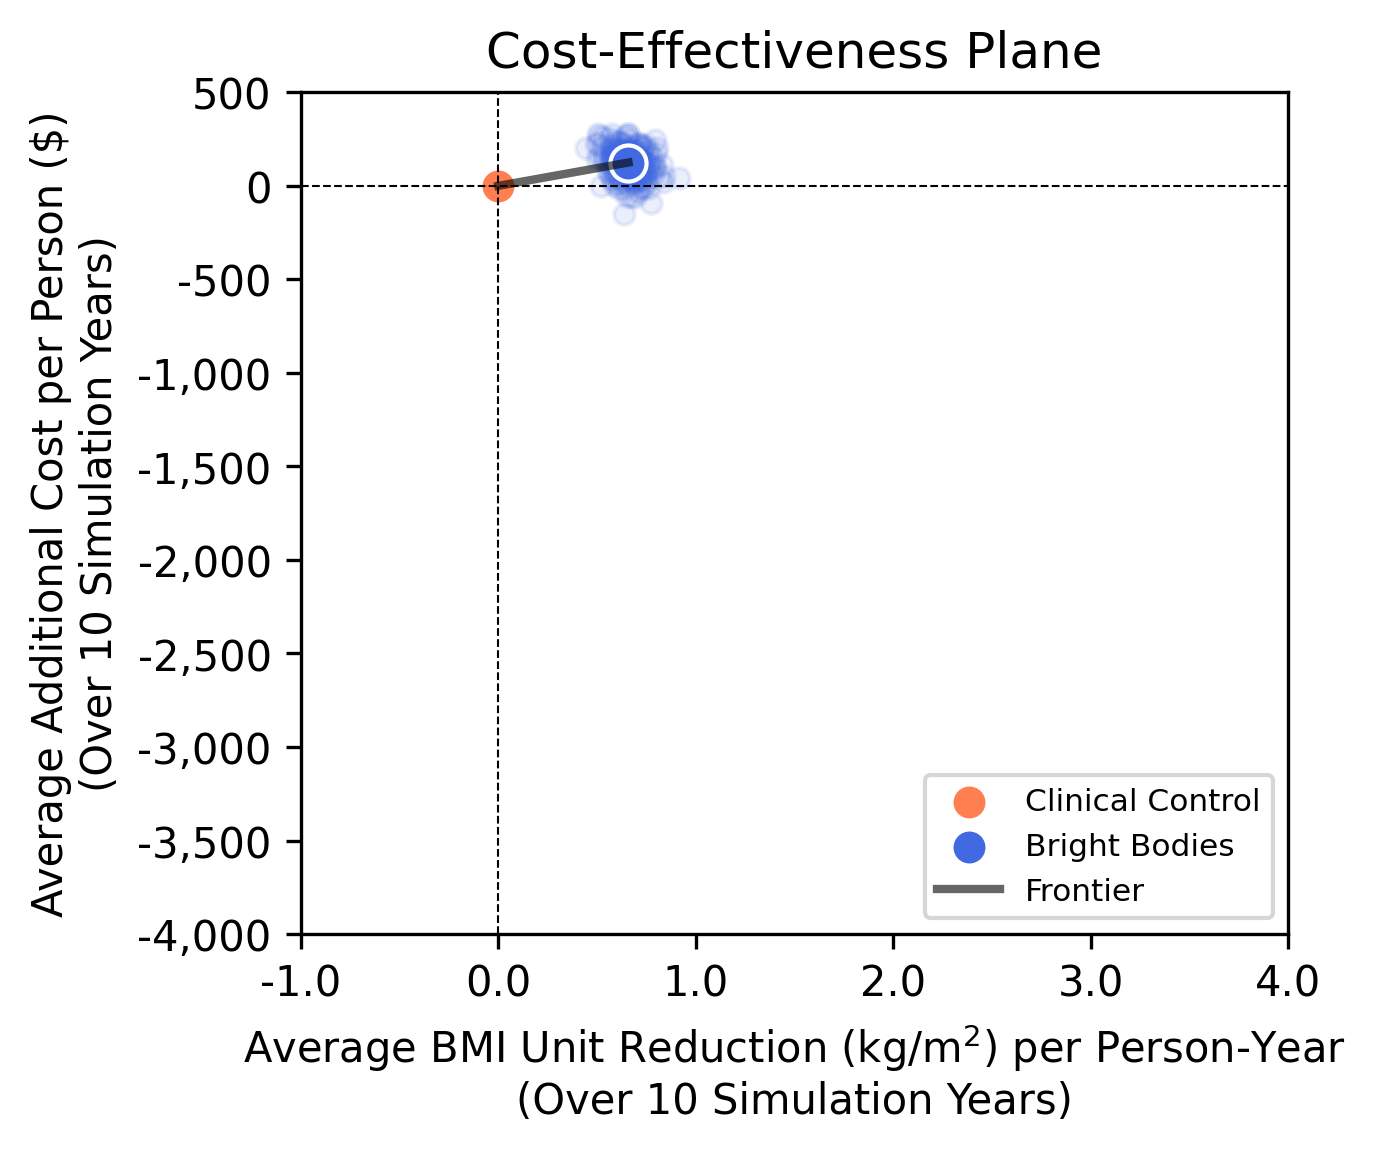 Cost-Effectiveness Plane
Average Additional Cost per Person ($)
(Over 10 Simulation Years)
500
0
-500
-1,000
-1,500
-2,000
-2,500
-3,000
-3,500
-4,000
Clinical Control
Bright Bodies
Frontier
-1.0 0.0 1.0 2.0 3.0 4.0
Average BMI Unit Reduction (kg/m²) per Person-Year
(Over 10 Simulation Years)